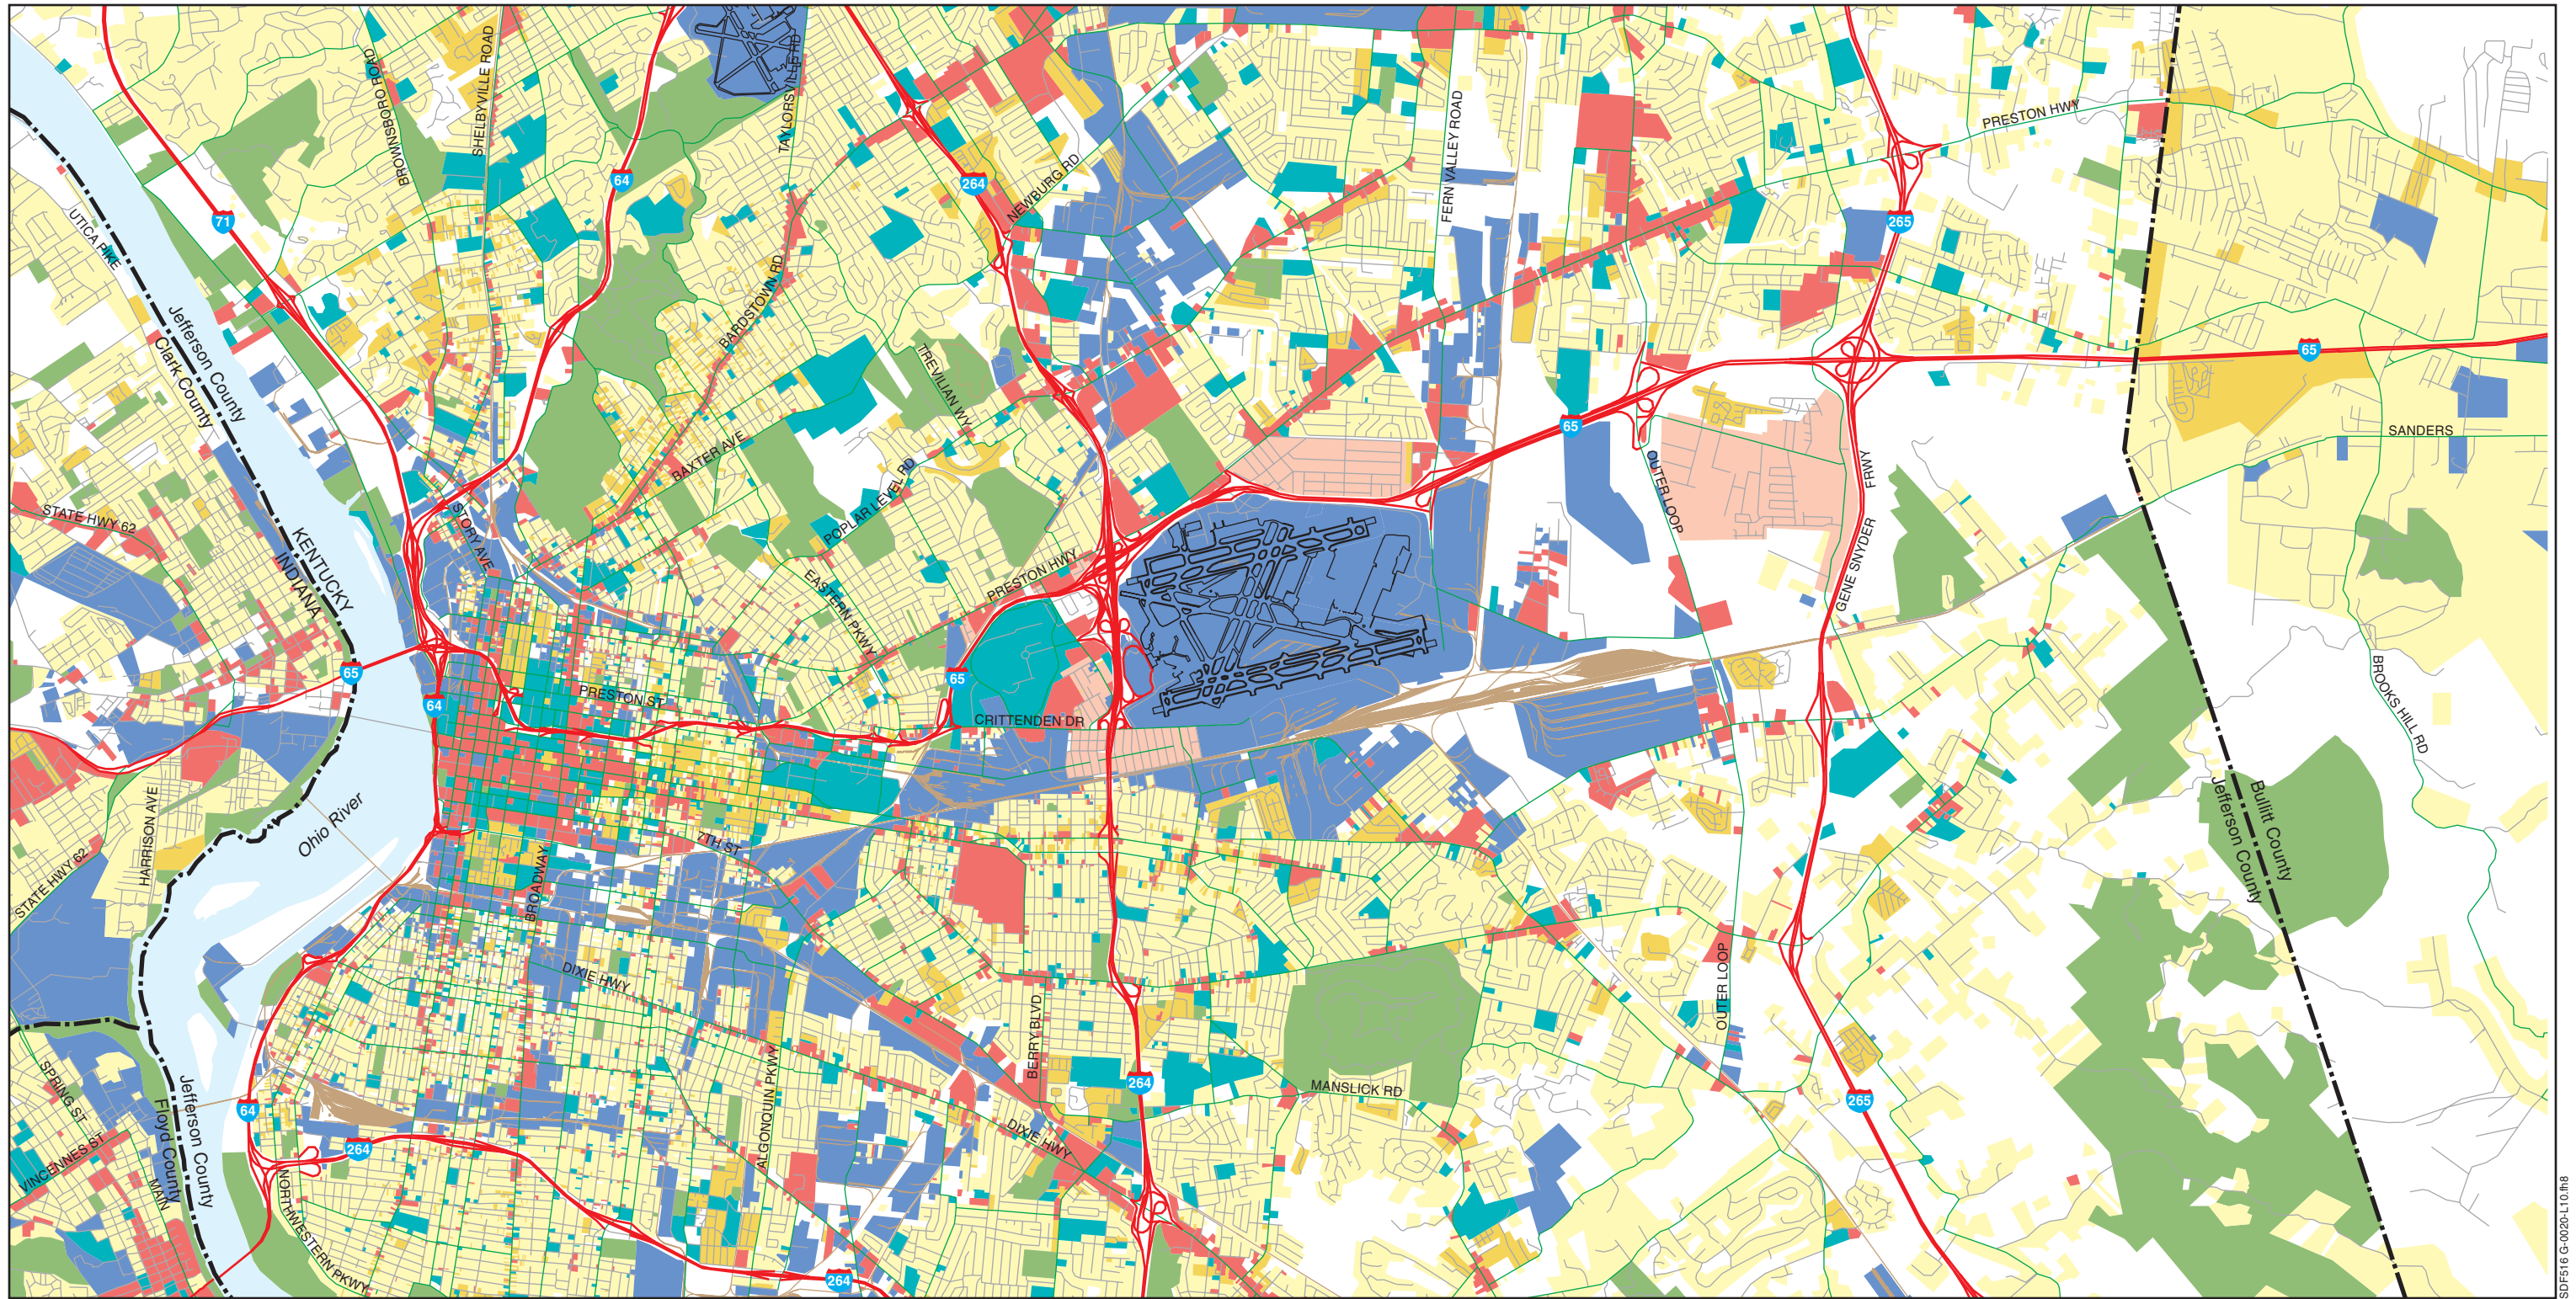 BROWNSBORO ROAD
SHELBYVILLE ROAD
TAYLORSVILLE RD
64
71
264
NEWBURG RD
FERN VALLEY ROAD
PRESTON HWY
265
UTICA PIKE
Jefferson County
Clark County
BARDSTOWN RD
TREVILIAN WY
65
65
SANDERS
BAXTER AVE
POPLAR LEVEL RD
OUTER LOOP
FRWY
GENE SNYDER
STATE HWY 62
STORY AVE
KENTUCKY
INDIANA
EASTERN PKWY
PRESTON HWY
65
65
64
PRESTON ST
CRITTENDEN DR
BROOKS HILL RD
Bullitt County
Jefferson County
HARRISON AVE
Ohio River
STATE HWY 62
7TH ST
BROADWAY
DIXIE HWY
OUTER LOOP
BERRY BLVD
ALGONQUIN PKWY
264
MANSLICK RD
265
SPRING ST
64
Floyd County
Jefferson County
VINCENNES ST
MAIN
264
DIXIE HWY
NORTHWESTERN PKWY
264
SDF516 G-0020-L10.fh8